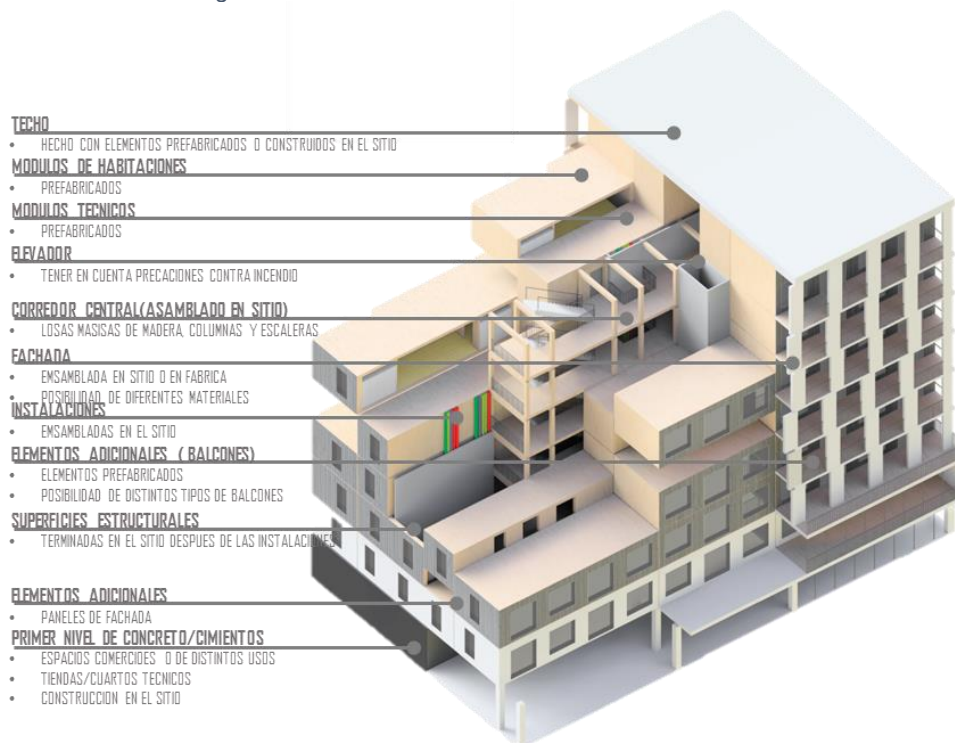 TECHO
• HECHO CON ELEMENTOS PREFABRICADOS O CONSTRUIDOS EN EL SITIO
MODULOS DE HABITACIONES
• PREFABRICADOS
MODULOS TECNICOS
• PREFABRICADOS
ELEVADOR
• TENER EN CUENTA PRECACIONES CONTRA INCENDIO
CORREDOR CENTRAL(ASAMBLADO EN SITIO)
• LOSAS MASISAS DE MADERA, COLUMNAS Y ESCALERAS
FACHADA
• EMSAMBLADA EN SITIO O EN FABRICA
• POSIBILIDAD DE DIFERENTES MATERIALES
INSTALACIONES
• EMSAMBLADAS EN EL SITIO
ELEMENTOS ADICIONALES ( BALCONES)
• ELEMENTOS PREFABRICADOS
• POSIBILIDAD DE DISTINTOS TIPOS DE BALCONES
SUPERFICIES ESTRUCTURALES
• TERMINADAS EN EL SITIO DESPUES DE LAS INSTALACIONES
ELEMENTOS ADICIONALES
• PANELES DE FACHADA
PRIMER NIVEL DE CONCRETO/CIMIENTOS
• ESPACIOS COMERCIDES O DE DISTINTOS USOS
• TIENDAS/CUARTOS TECNICOS
• CONSTRUCCION EN EL SITIO